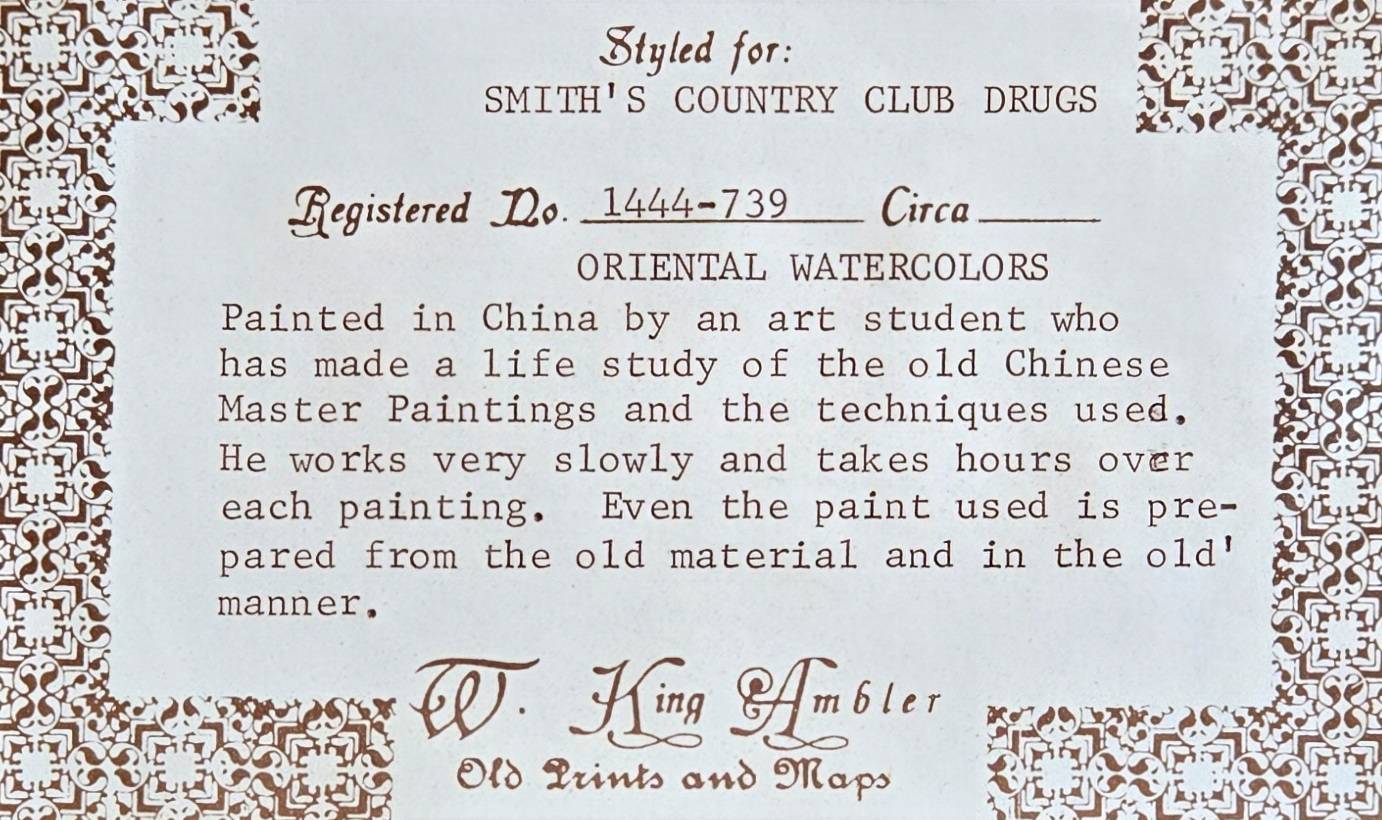 Styled for:
SMITH'S COUNTRY CLUB DRUGS
Registered No. 1444-739 Circa
ORIENTAL WATERCOLORS
Painted in China by an art student who
has made a life study of the old Chinese
Master Paintings and the techniques used.
He works very slowly and takes hours over
each painting.  Even the paint used is pre-
pared from the old material and in the old'
manner.
W. King Ambler
Old Prints and Maps